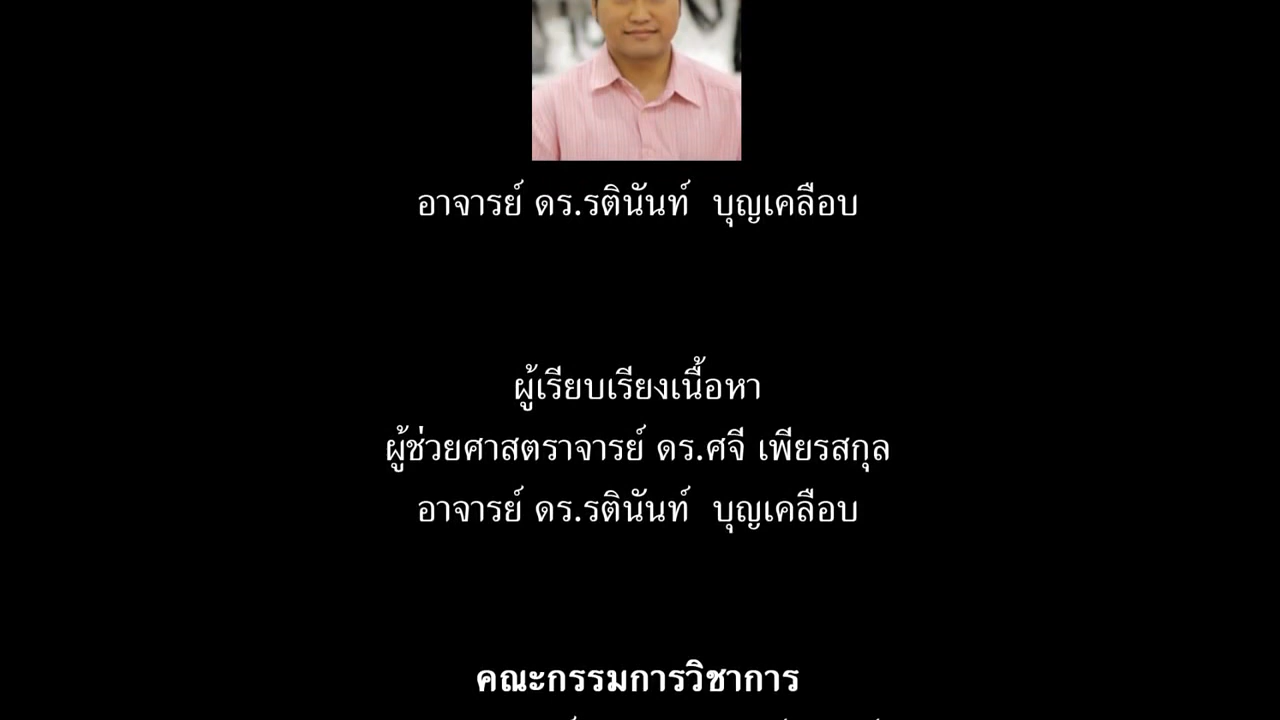 อาจารย์ ดร.รตินันท์ บุญเคลือบ
ผู้เรียบเรียงเนื้อหา
ผู้ช่วยศาสตราจารย์ ดร.ศจี เพียรสกุล
อาจารย์ ดร.รตินันท์ บุญเคลือบ
คณะกรรมการวิชาการ